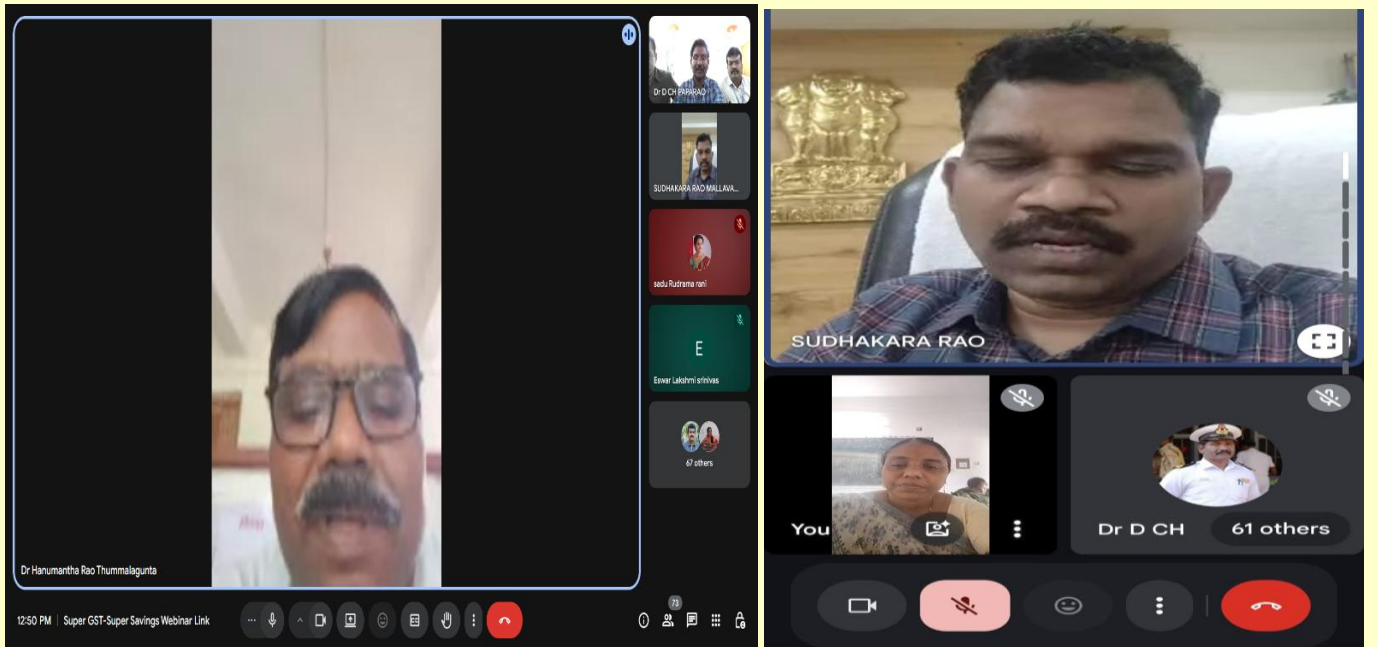 Dr D CH PAPARAO
SUDHAKARA RAO MALLAVA...
sadu Rudrama rani
E
Eswar Lakshmi srinivas
67 others
Dr Hanumantha Rao Thummalagunta
12:50 PM | Super GST-Super Savings Webinar Link
73
SUDHAKARA RAO
You
Dr D CH
61 others